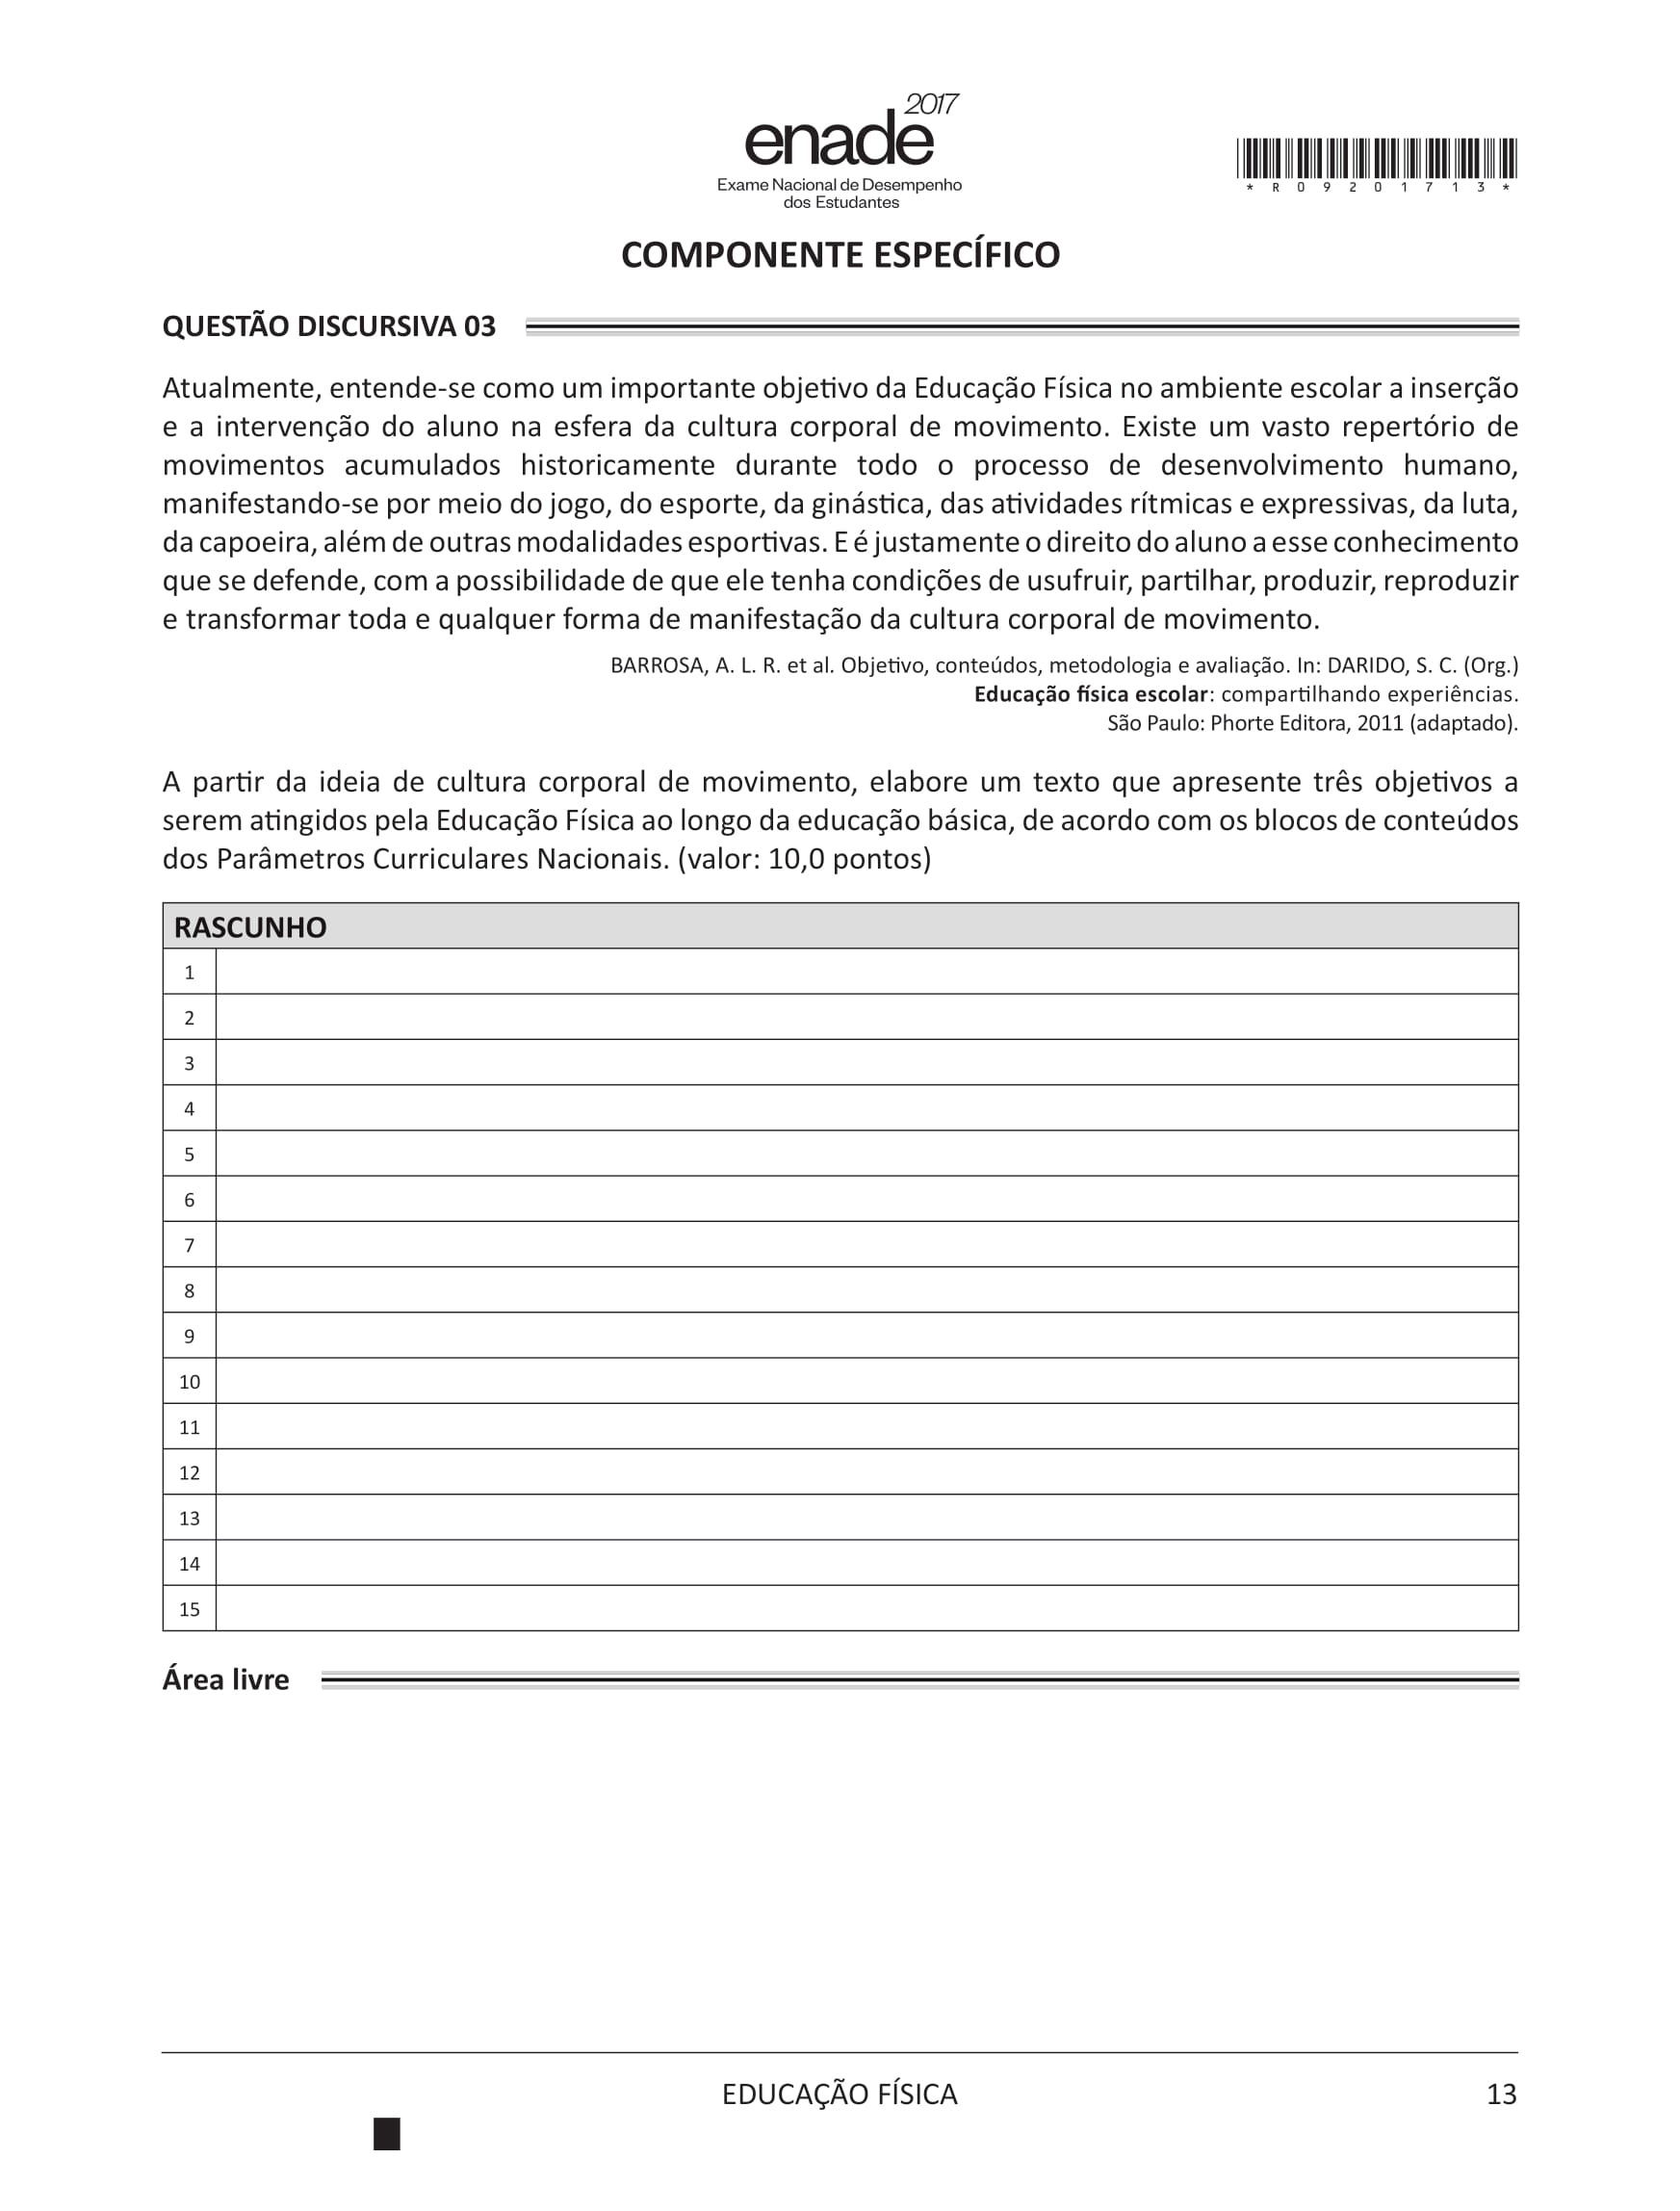 2017
enade
Exame Nacional de Desempenho
dos Estudantes
*R09201713*
COMPONENTE ESPECÍFICO
QUESTÃO DISCURSIVA 03
Atualmente, entende-se como um importante objetivo da Educação Física no ambiente escolar a inserção
e a intervenção do aluno na esfera da cultura corporal de movimento. Existe um vasto repertório de
movimentos acumulados historicamente durante todo o processo de desenvolvimento humano,
manifestando-se por meio do jogo, do esporte, da ginástica, das atividades rítmicas e expressivas, da luta,
da capoeira, além de outras modalidades esportivas. E é justamente o direito do aluno a esse conhecimento
que se defende, com a possibilidade de que ele tenha condições de usufruir, partilhar, produzir, reproduzir
e transformar toda e qualquer forma de manifestação da cultura corporal de movimento.
BARROSA, A. L. R. et al. Objetivo, conteúdos, metodologia e avaliação. In: DARIDO, S. C. (Org.)
Educação física escolar: compartilhando experiências.
São Paulo: Phorte Editora, 2011 (adaptado).
A partir da ideia de cultura corporal de movimento, elabore um texto que apresente três objetivos a
serem atingidos pela Educação Física ao longo da educação básica, de acordo com os blocos de conteúdos
dos Parâmetros Curriculares Nacionais. (valor: 10,0 pontos)
RASCUNHO
1
2
3
4
5
6
7
8
9
10
11
12
13
14
15
Área livre
EDUCAÇÃO FÍSICA
13